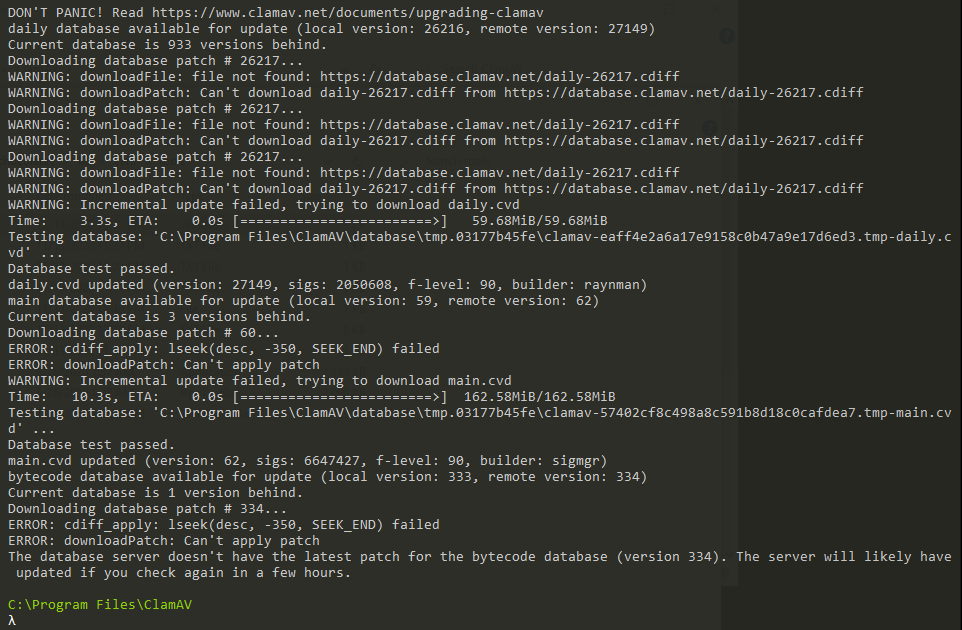 DON'T PANIC! Read https://www.clamav.net/documents/upgrading-clamav
daily database available for update (local version: 26216, remote version: 27149)
Current database is 933 versions behind.
Downloading database patch # 26217...
WARNING: downloadFile: file not found: https://database.clamav.net/daily-26217.cdiff
WARNING: downloadPatch: Can't download daily-26217.cdiff from https://database.clamav.net/daily-26217.cdiff
Downloading database patch # 26217...
WARNING: downloadFile: file not found: https://database.clamav.net/daily-26217.cdiff
WARNING: downloadPatch: Can't download daily-26217.cdiff from https://database.clamav.net/daily-26217.cdiff
Downloading database patch # 26217...
WARNING: downloadFile: file not found: https://database.clamav.net/daily-26217.cdiff
WARNING: downloadPatch: Can't download daily-26217.cdiff from https://database.clamav.net/daily-26217.cdiff
WARNING: Incremental update failed, trying to download daily.cvd
Time:    3.3s, ETA:    0.0s [========================>]   59.68MiB/59.68MiB
Testing database: 'C:\Program Files\ClamAV\database\tmp.03177b45fe\clamav-eaff4e2a6a17e9158c0b47a9e17d6ed3.tmp-daily.c
vd' ...
Database test passed.
daily.cvd updated (version: 27149, sigs: 2050608, f-level: 90, builder: raynman)
main database available for update (local version: 59, remote version: 62)
Current database is 3 versions behind.
Downloading database patch # 60...
ERROR: cdiff_apply: lseek(desc, -350, SEEK_END) failed
ERROR: downloadPatch: Can't apply patch
WARNING: Incremental update failed, trying to download main.cvd
Time:   10.3s, ETA:    0.0s [========================>]  162.58MiB/162.58MiB
Testing database: 'C:\Program Files\ClamAV\database\tmp.03177b45fe\clamav-57402cf8c498a8c591b8d18c0cafdea7.tmp-main.cv
d' ...
Database test passed.
main.cvd updated (version: 62, sigs: 6647427, f-level: 90, builder: sigmgr)
bytecode database available for update (local version: 333, remote version: 334)
Current database is 1 version behind.
Downloading database patch # 334...
ERROR: cdiff_apply: lseek(desc, -350, SEEK_END) failed
ERROR: downloadPatch: Can't apply patch
The database server doesn't have the latest patch for the bytecode database (version 334). The server will likely have
 updated if you check again in a few hours.
C:\Program Files\ClamAV
λ